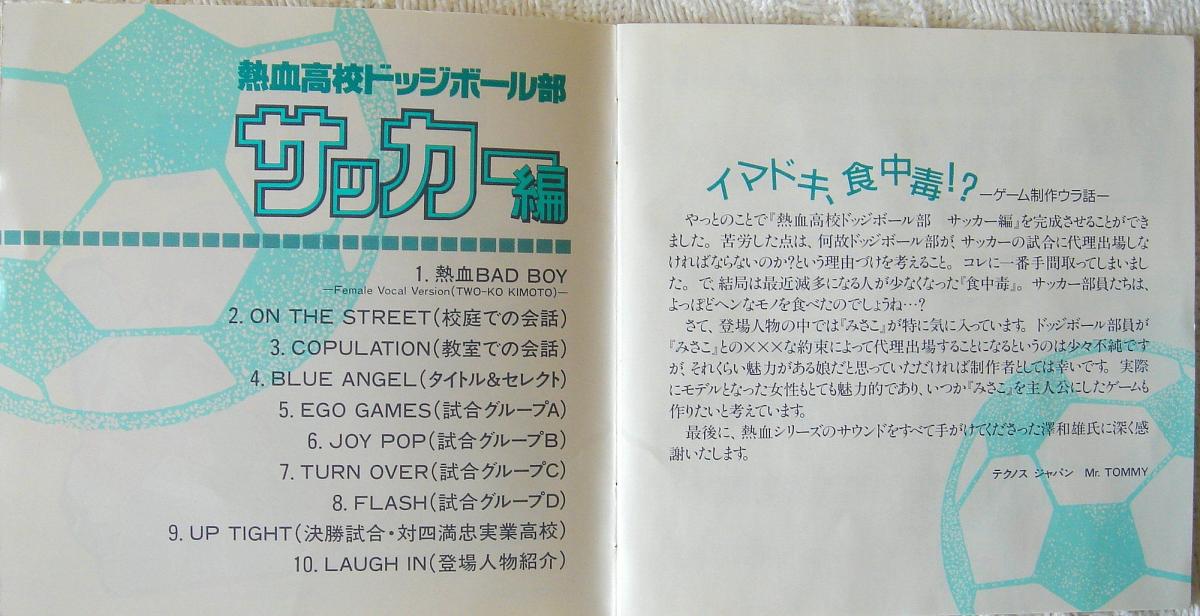 熱血高校ドッジボール部
サッカー編
1. 熱血BAD BOY
—Female Vocal Version(TWO-KO KIMOTO)—
2. ON THE STREET(校庭での会話)
3. COPULATION(教室での会話)
4. BLUE ANGEL(タイトル&セレクト)
5. EGO GAMES(試合グループA)
6. JOY POP(試合グループB)
7. TURN OVER(試合グループC)
8. FLASH(試合グループD)
9. UP TIGHT(決勝試合・対四満忠実業高校)
10. LAUGH IN(登場人物紹介)
イマドキ、食中毒!? —ゲーム制作ウラ話—
やっとのことで『熱血高校ドッジボール部 サッカー編』を完成させることができ
ました。苦労した点は、何故ドッジボール部が、サッカーの試合に代理出場しな
ければならないのか?という理由づけを考えること。コレに一番手間取ってしまいまし
た。で、結局は最近滅多になる人が少なくなった『食中毒』。サッカー部員たちは、
よっぽどヘンなモノを食べたのでしょうね…?
さて、登場人物の中では『みさこ』が特に気に入っています。ドッジボール部員が
『みさこ』との×××な約束によって代理出場することになるというのは少々不純です
が、それくらい魅力がある娘だと思っていただければ制作者としては幸いです。実際
にモデルとなった女性もとても魅力的であり、いつか『みさこ』を主人公にしたゲームも
作りたいと考えています。
最後に、熱血シリーズのサウンドをすべて手がけてくださった澤和雄氏に深く感
謝いたします。
テクノス ジャパン Mr. TOMMY